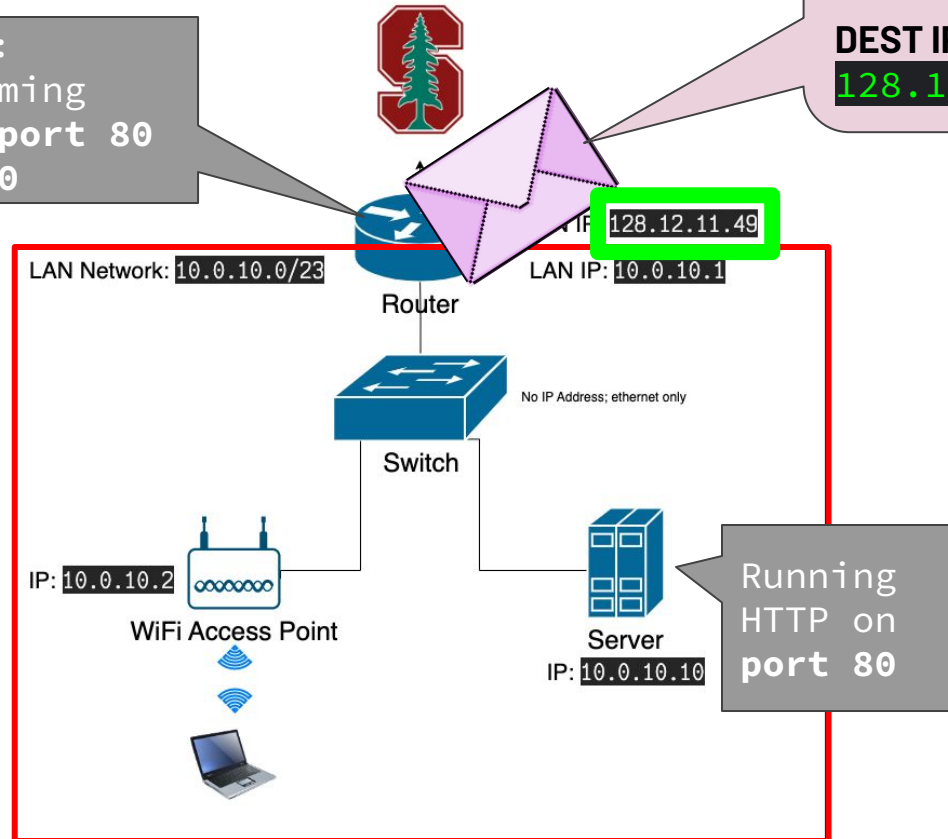 DEST IP
128.1
:
ming
port 80
0
128.12.11.49
LAN Network: 10.0.10.0/23
LAN IP: 10.0.10.1
Router
No IP Address; ethernet only
Switch
IP: 10.0.10.2
WiFi Access Point
Running
HTTP on
port 80
Server
IP: 10.0.10.10